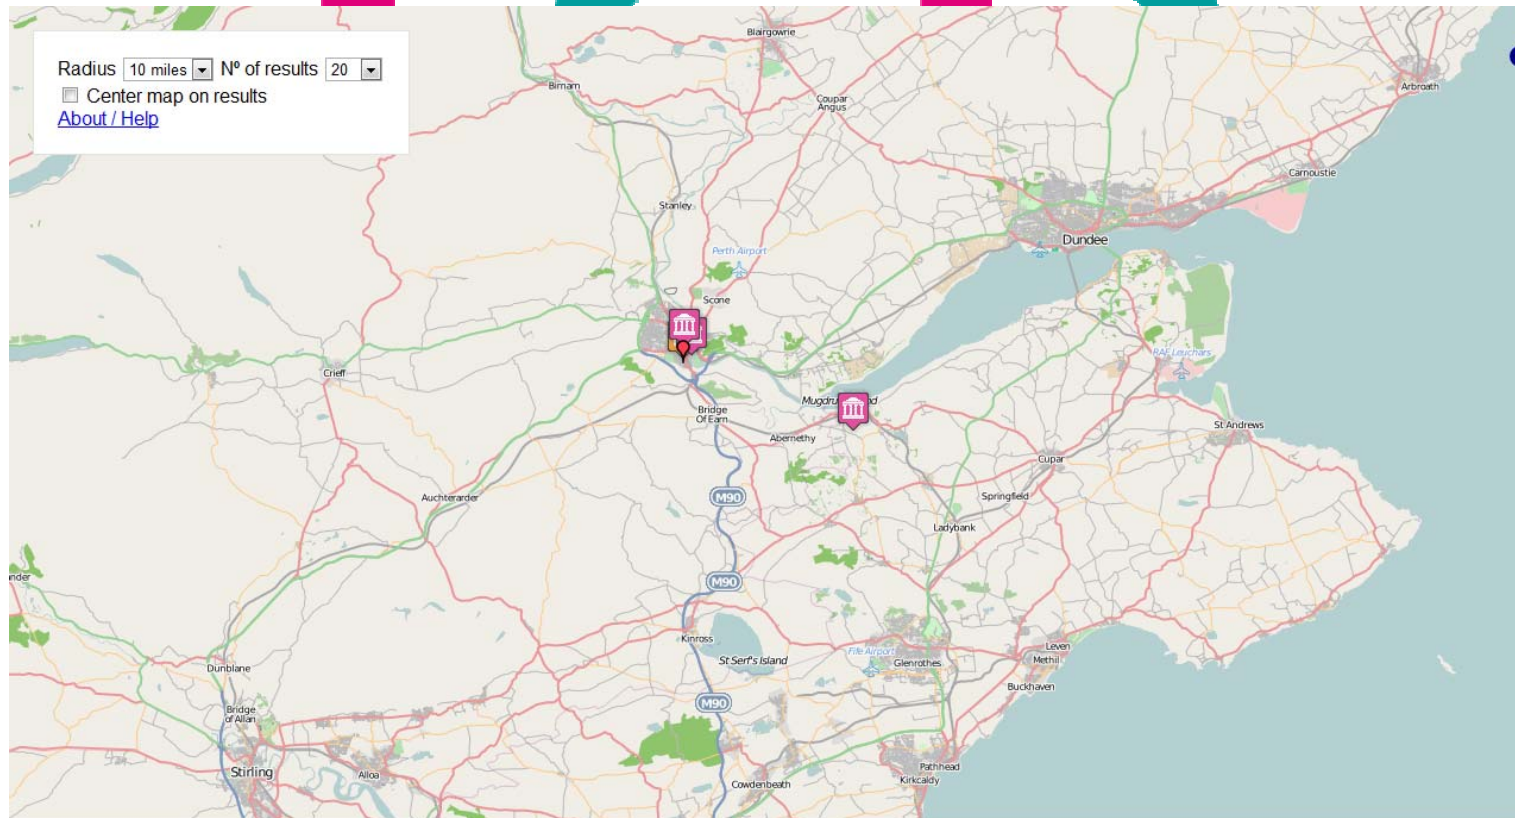 Radius 10 miles Nº of results 20
Center map on results
About / Help
Blairgowrie
Birnam
Arbroath
Coupar
Angus
Carnoustie
Stanley
Dundee
Perth Airport
Scone
RAF Leuchars
Crieff
Bridge
Of Earn
Abernethy
St Andrews
Cupar
Auchterarder
M90
Springfield
Ladybank
M90
ander
Kinross
St Serf's Island
Fife Airport
Glenrothes
Leven
Methil
Dunblane
Buckhaven
M90
Bridge
of Allan
Stirling
Alloa
Pathhead
Kirkcaldy
Cowdenbeath